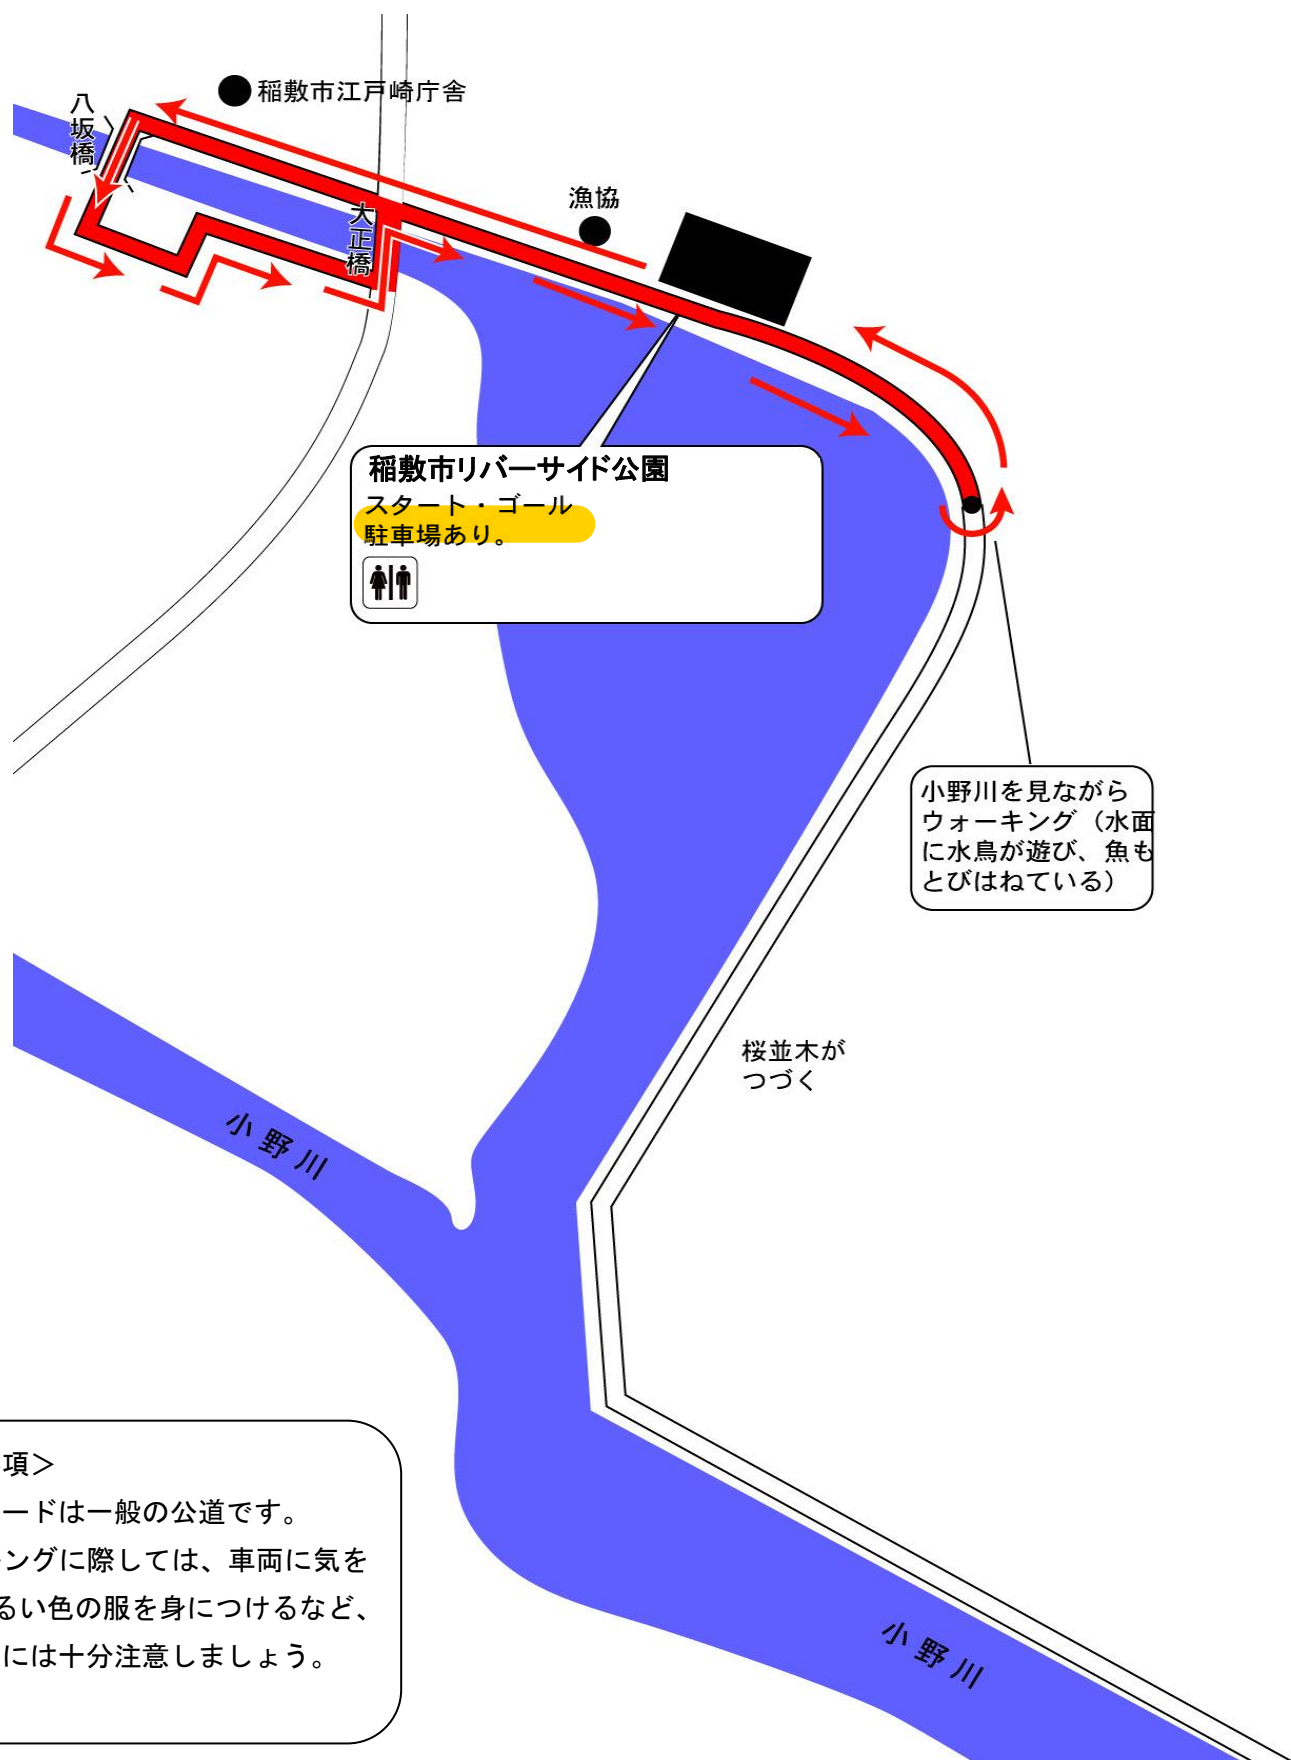 稲敷市江戸崎庁舎
八坂橋
漁協
大正橋
稲敷市リバーサイド公園
スタート・ゴール
駐車場あり。
小野川を見ながら
ウォーキング（水面
に水鳥が遊び、魚も
とびはねている）
桜並木が
つづく
小野川
項＞
ードは一般の公道です。
キングに際しては、車両に気を
るい色の服を身につけるなど、
には十分注意しましょう。
小野川